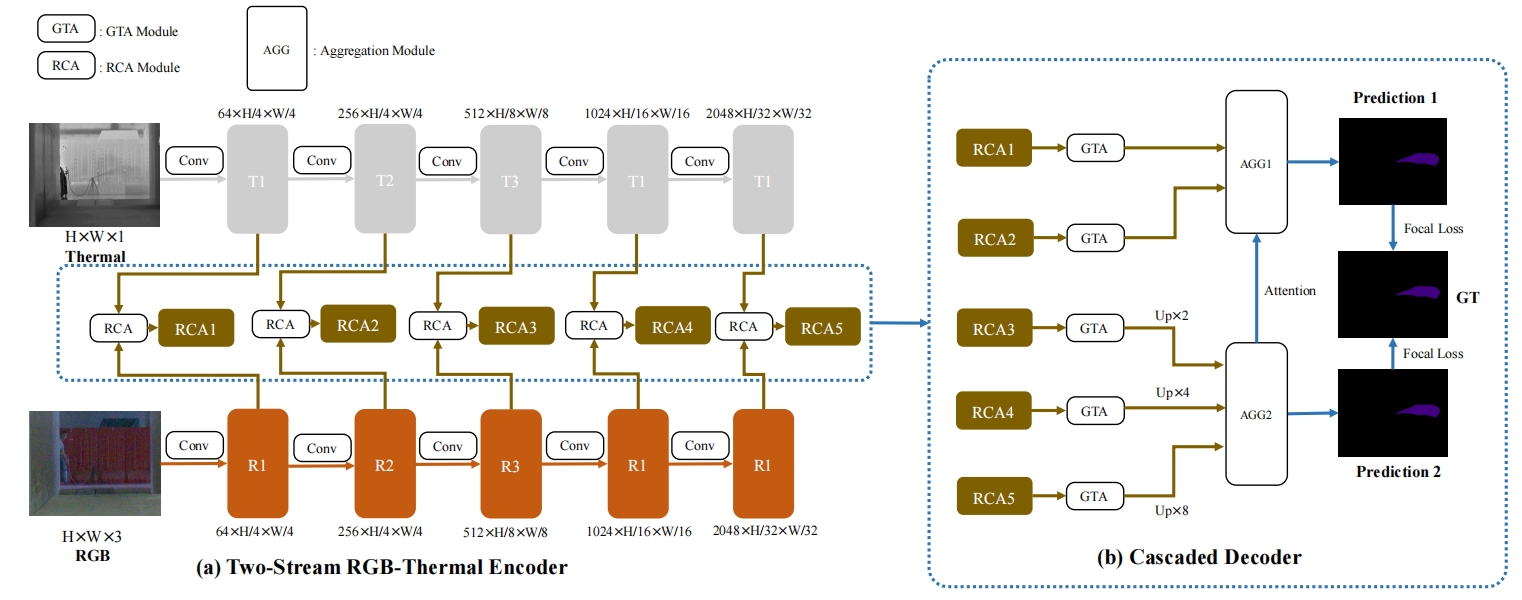 GTA : GTA Module
RCA : RCA Module
AGG : Aggregation Module
64×H/4×W/4 256×H/4×W/4 512×H/8×W/8 1024×H/16×W/16 2048×H/32×W/32
Conv Conv Conv Conv Conv
T1 T2 T3 T1 T1
H×W×1
Thermal
RCA RCA1 RCA RCA2 RCA RCA3 RCA RCA4 RCA RCA5
Conv Conv Conv Conv Conv
R1 R2 R3 R1 R1
H×W×3
RGB
64×H/4×W/4 256×H/4×W/4 512×H/8×W/8 1024×H/16×W/16 2048×H/32×W/32
(a) Two-Stream RGB-Thermal Encoder
RCA1 GTA
RCA2 GTA
AGG1
Prediction 1
Focal Loss
Attention
GT
RCA3 GTA Up×2
RCA4 GTA Up×4
RCA5 GTA Up×8
AGG2
Focal Loss
Prediction 2
(b) Cascaded Decoder